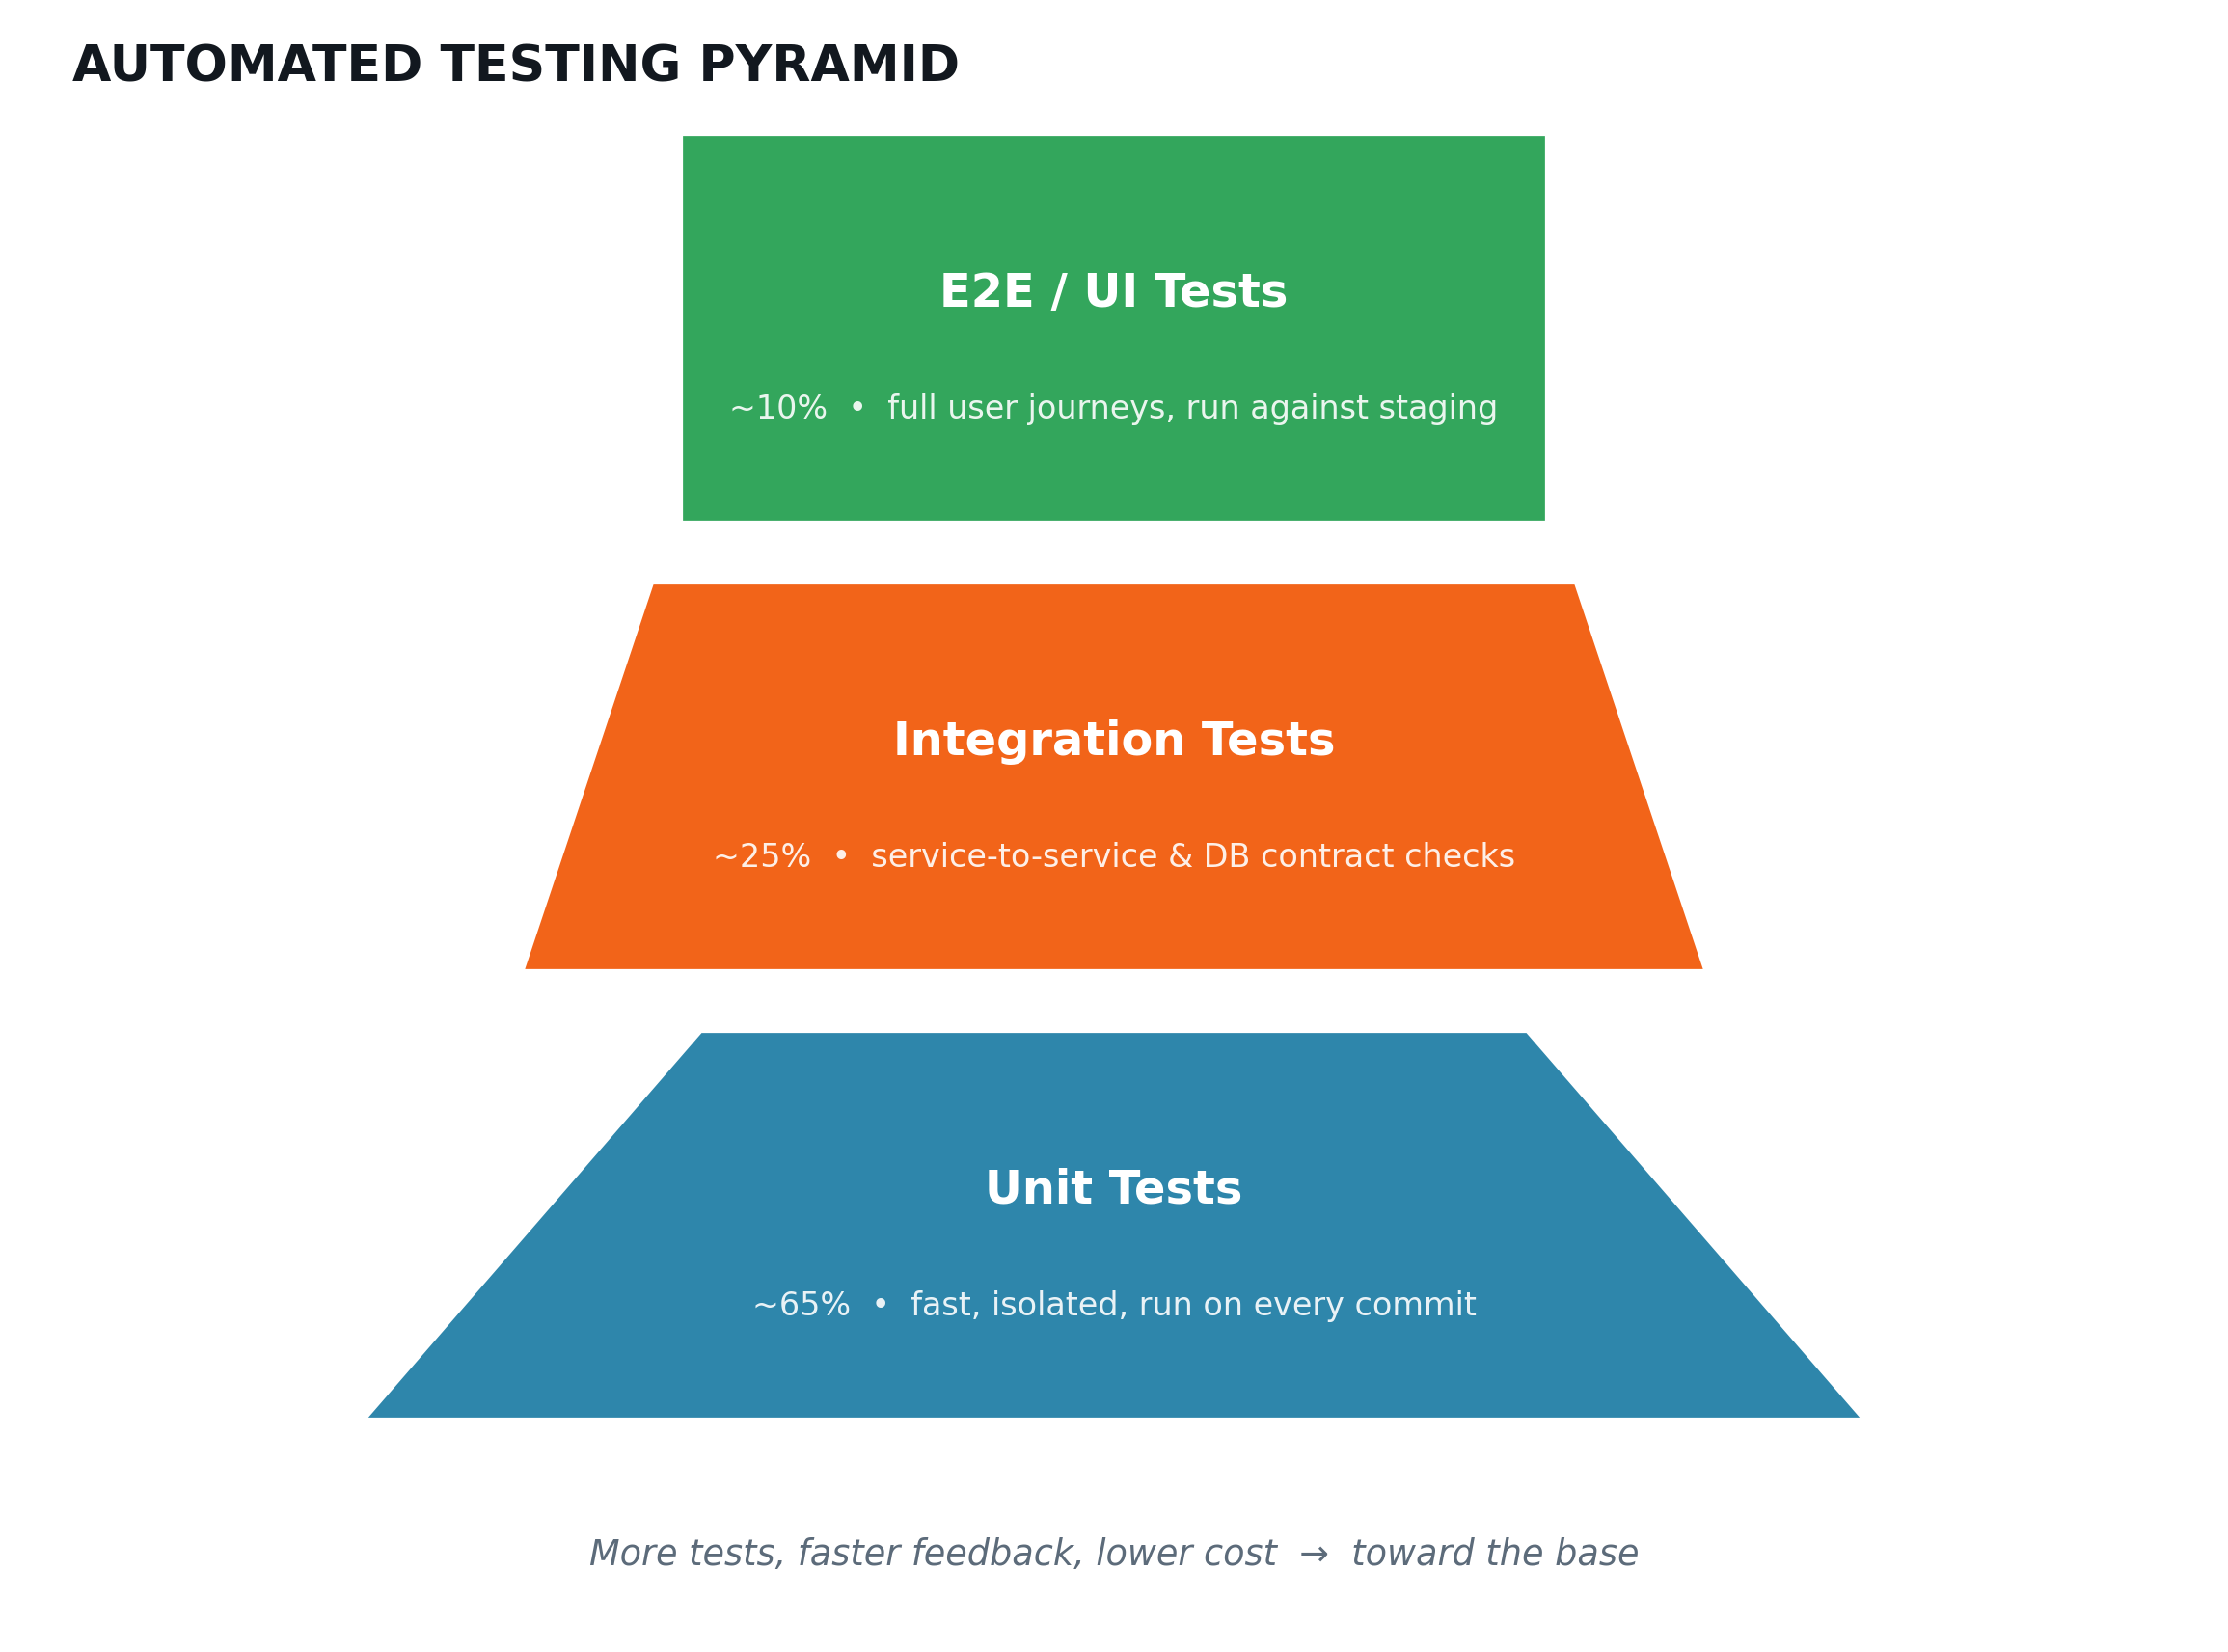 AUTOMATED TESTING PYRAMID
E2E / UI Tests
~10% • full user journeys, run against staging
Integration Tests
~25% • service-to-service & DB contract checks
Unit Tests
~65% • fast, isolated, run on every commit
More tests, faster feedback, lower cost → toward the base